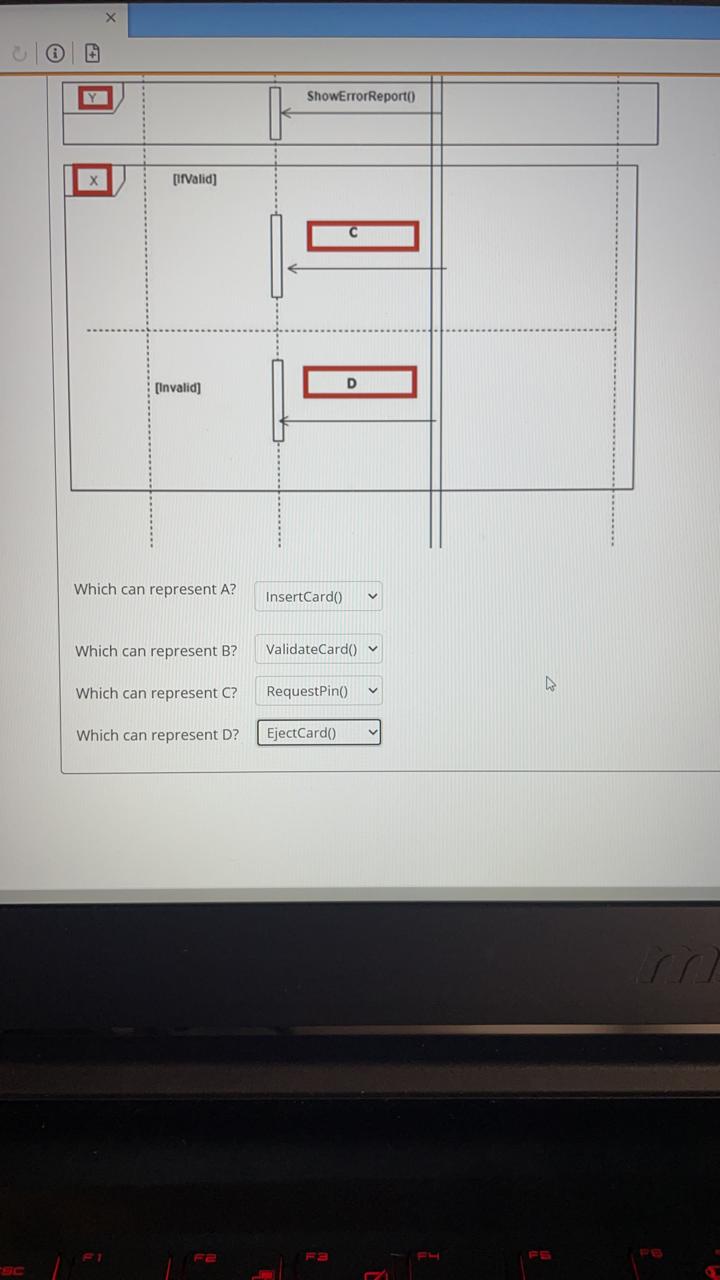 ×
Y
ShowErrorReport()
X
[IfValid]
C
[Invalid]
D
Which can represent A?
InsertCard()
Which can represent B?
ValidateCard()
Which can represent C?
RequestPin()
Which can represent D?
EjectCard()
F1
F2
F3
F4
F5
F6